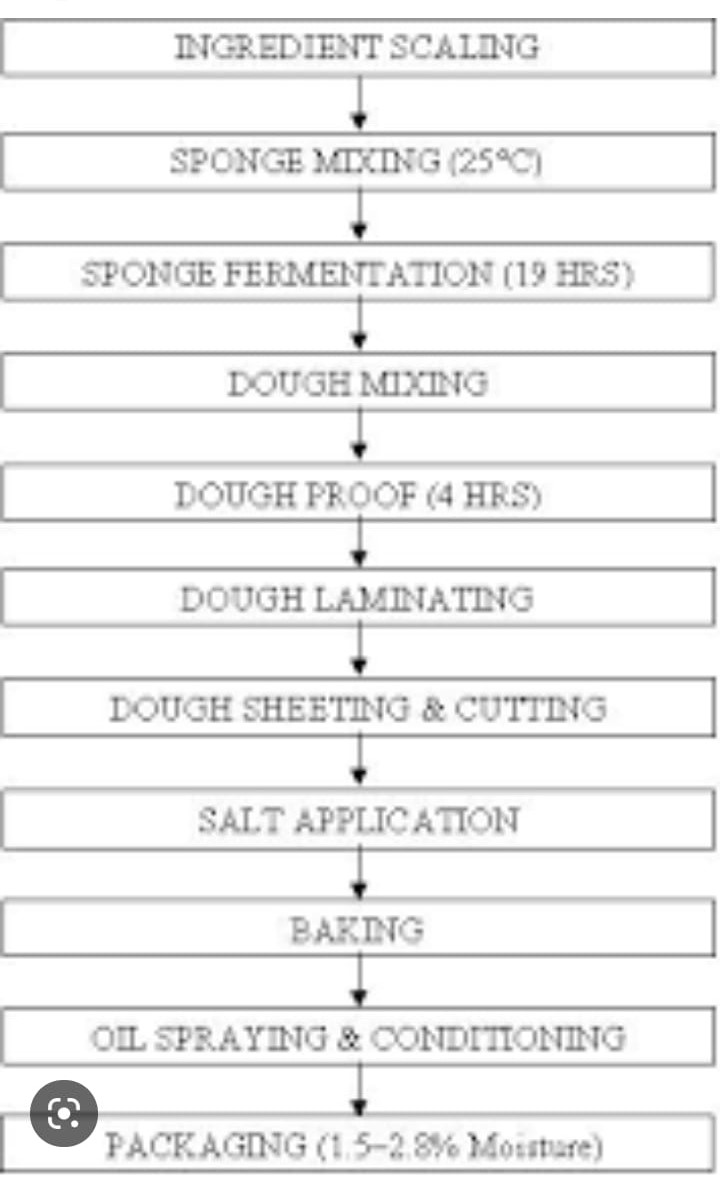 INGREDIENT SCALING
SPONGE MIXING (25°C)
SPONGE FERMENTATION (19 HRS)
DOUGH MIXING
DOUGH PROOF (4 HRS)
DOUGH LAMINATING
DOUGH SHEETING & CUTTING
SALT APPLICATION
BAKING
OIL SPRAYING & CONDITIONING
PACKAGING (1.5–2.8% Moisture)